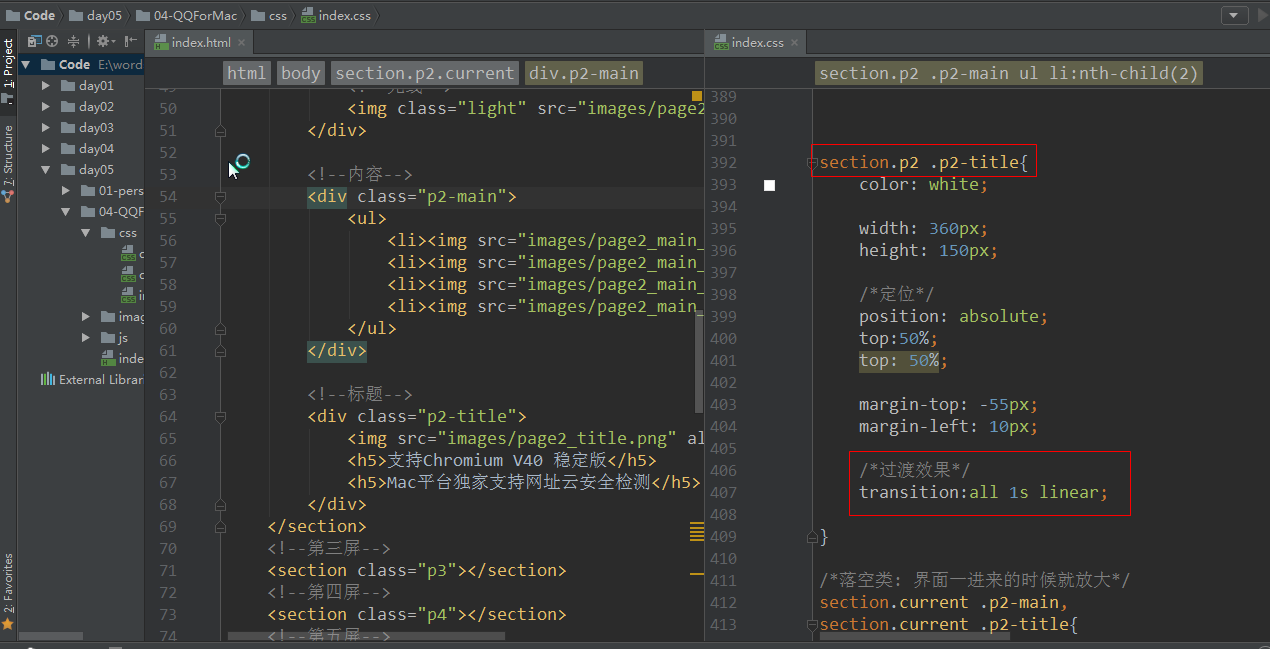 Code day05 04-QQForMac css index.css
index.html
index.css
1: Project
7: Structure
2: Favorites
Code E:\word
day01
day02
day03
day04
day05
01-pers
04-QQF
css
imag
js
inde
External Librar
html body section.p2.current div.p2-main
50 <img class="light" src="images/page2
51 </div>
52
53 <!--内容-->
54 <div class="p2-main">
55 <ul>
56 <li><img src="images/page2_main_
57 <li><img src="images/page2_main_
58 <li><img src="images/page2_main_
59 <li><img src="images/page2_main_
60 </ul>
61 </div>
62
63 <!--标题-->
64 <div class="p2-title">
65 <img src="images/page2_title.png" al
66 <h5>支持Chromium V40 稳定版</h5>
67 <h5>Mac平台独家支持网址云安全检测</h5>
68 </div>
69 </section>
70 <!--第三屏-->
71 <section class="p3"></section>
72 <!--第四屏-->
73 <section class="p4"></section>
74 <!--第五屏-->
section.p2 .p2-main ul li:nth-child(2)
389
390
391
392 section.p2 .p2-title{
393 color: white;
394
395 width: 360px;
396 height: 150px;
397
398 /*定位*/
399 position: absolute;
400 top:50%;
401 top: 50%;
402
403 margin-top: -55px;
404 margin-left: 10px;
405
406 /*过渡效果*/
407 transition:all 1s linear;
408
409 }
410
411 /*落空类: 界面一进来的时候就放大*/
412 section.current .p2-main,
413 section.current .p2-title{